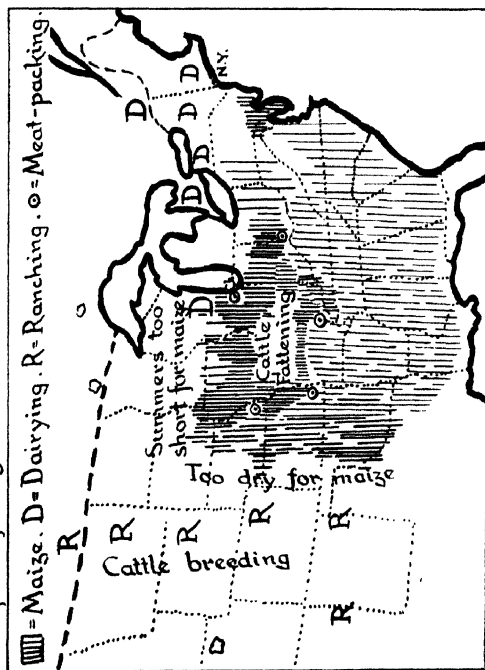 =Maize. D=Dairying. R=Ranching. ⊙=Meat-packing.
R
R
R
R
R
R
Cattle breeding
Too dry for maize
Summers too
short for maize
Cattle
Fattening
D
D
D
D
D
D
D
N.Y.